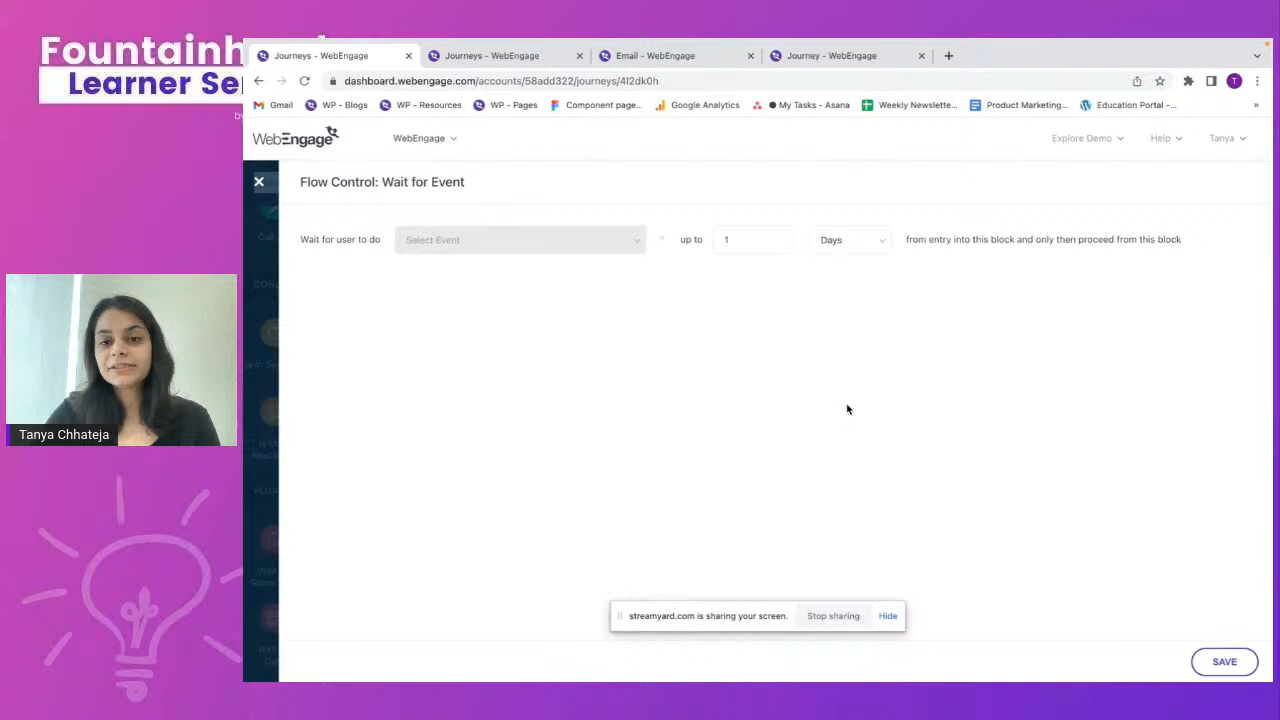 Fountainh
Learner Se
by
Journeys - WebEngage
Journeys - WebEngage
Email - WebEngage
Journey - WebEngage
dashboard.webengage.com/accounts/58add322/journeys/4l2dk0h
T
Gmail
WP - Blogs
WP - Resources
WP - Pages
Component page...
Google Analytics
My Tasks - Asana
Weekly Newslette...
Product Marketing...
Education Portal -...
WebEngage
WebEngage
Explore Demo
Help
Tanya
Flow Control: Wait for Event
Wait for user to do
Select Event
up to
1
Days
from entry into this block and only then proceed from this block
Tanya Chhateja
streamyard.com is sharing your screen.
Stop sharing
Hide
SAVE